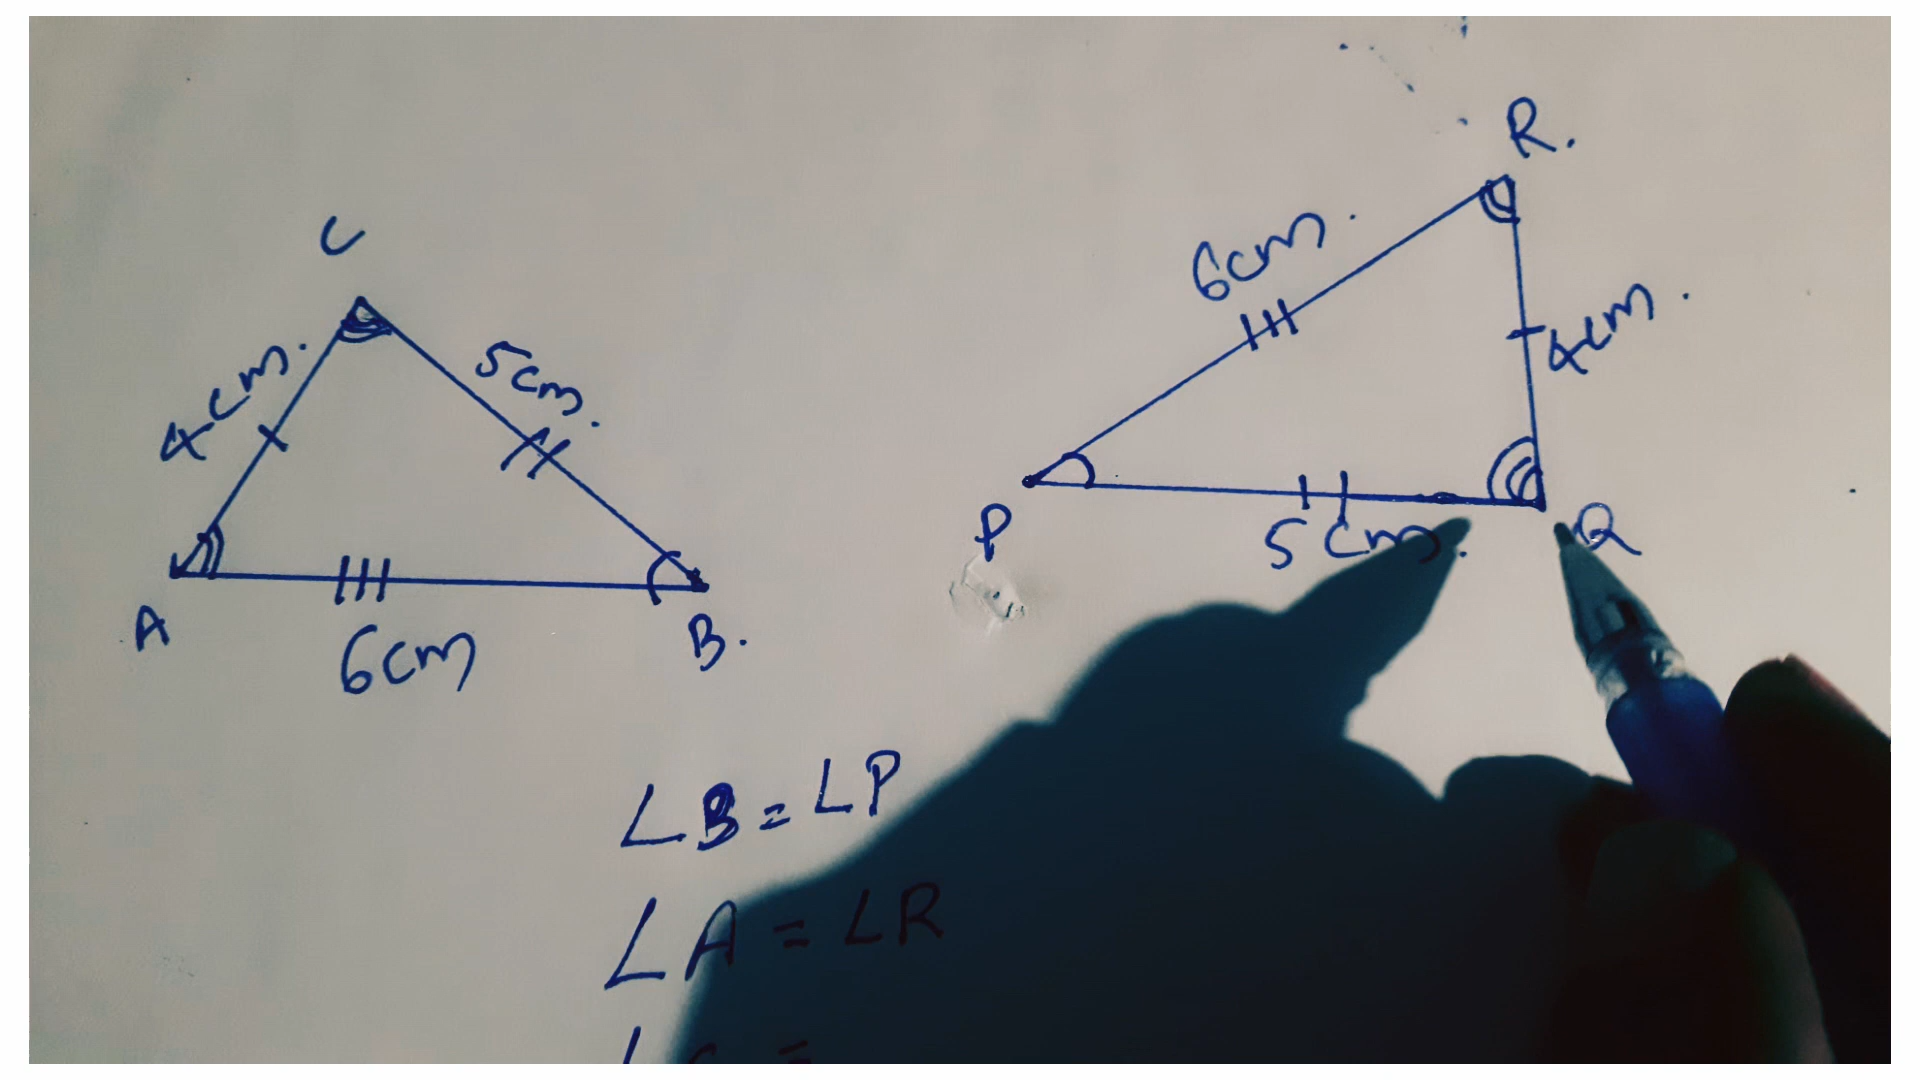 C
4cm.
5cm.
A
6cm
B.
R.
6cm.
4cm.
P
5cm.
Q
∠B = ∠P
∠A = ∠R
∠C =